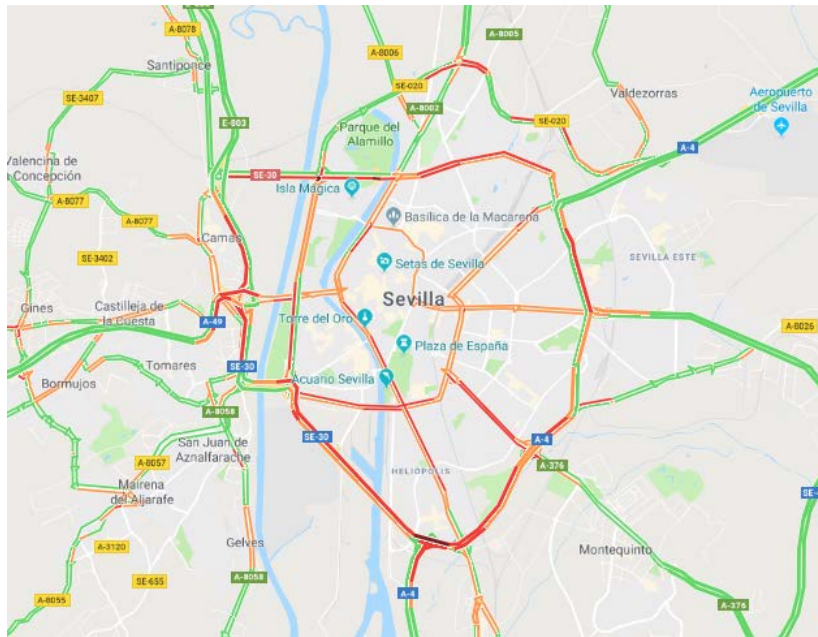 A-8078
A-8005
A-8006
Santiponce
SE-020
Valdezorras
Aeropuerto
de Sevilla
SE-3407
A-8002
E-803
Parque del
Alamillo
SE-020
A-4
Valencina de
la Concepción
SE-30
Isla Mágica
A-8077
A-8077
Basílica de la Macarena
Camas
SE-3402
Setas de Sevilla
SEVILLA ESTE
Sevilla
Gines
Castilleja de
la Cuesta
A-49
Torre del Oro
A-8026
Plaza de España
Tomares
SE-30
Acuario Sevilla
Bormujos
A-8058
SE-30
A-4
San Juan de
Aznalfarache
A-8057
HELIÓPOLIS
A-376
Mairena
del Aljarafe
A-3120
Gelves
Montequinto
SE-655
A-8058
A-4
A-8055
A-376